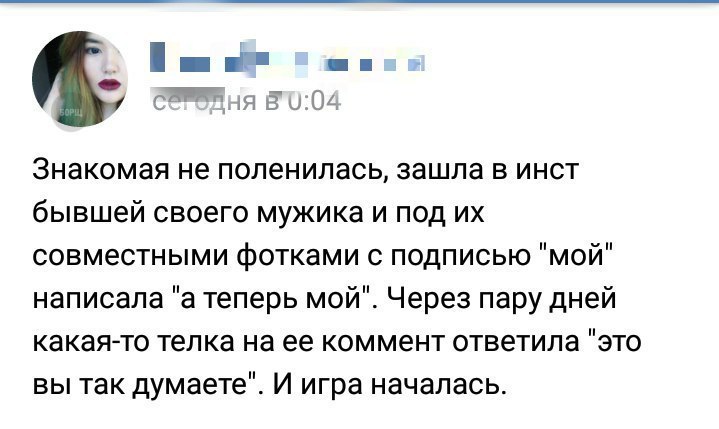 сегодня в 0:04
БОРЩ
Знакомая не поленилась, зашла в инст
бывшей своего мужика и под их
совместными фотками с подписью "мой"
написала "а теперь мой". Через пару дней
какая-то телка на ее коммент ответила "это
вы так думаете". И игра началась.